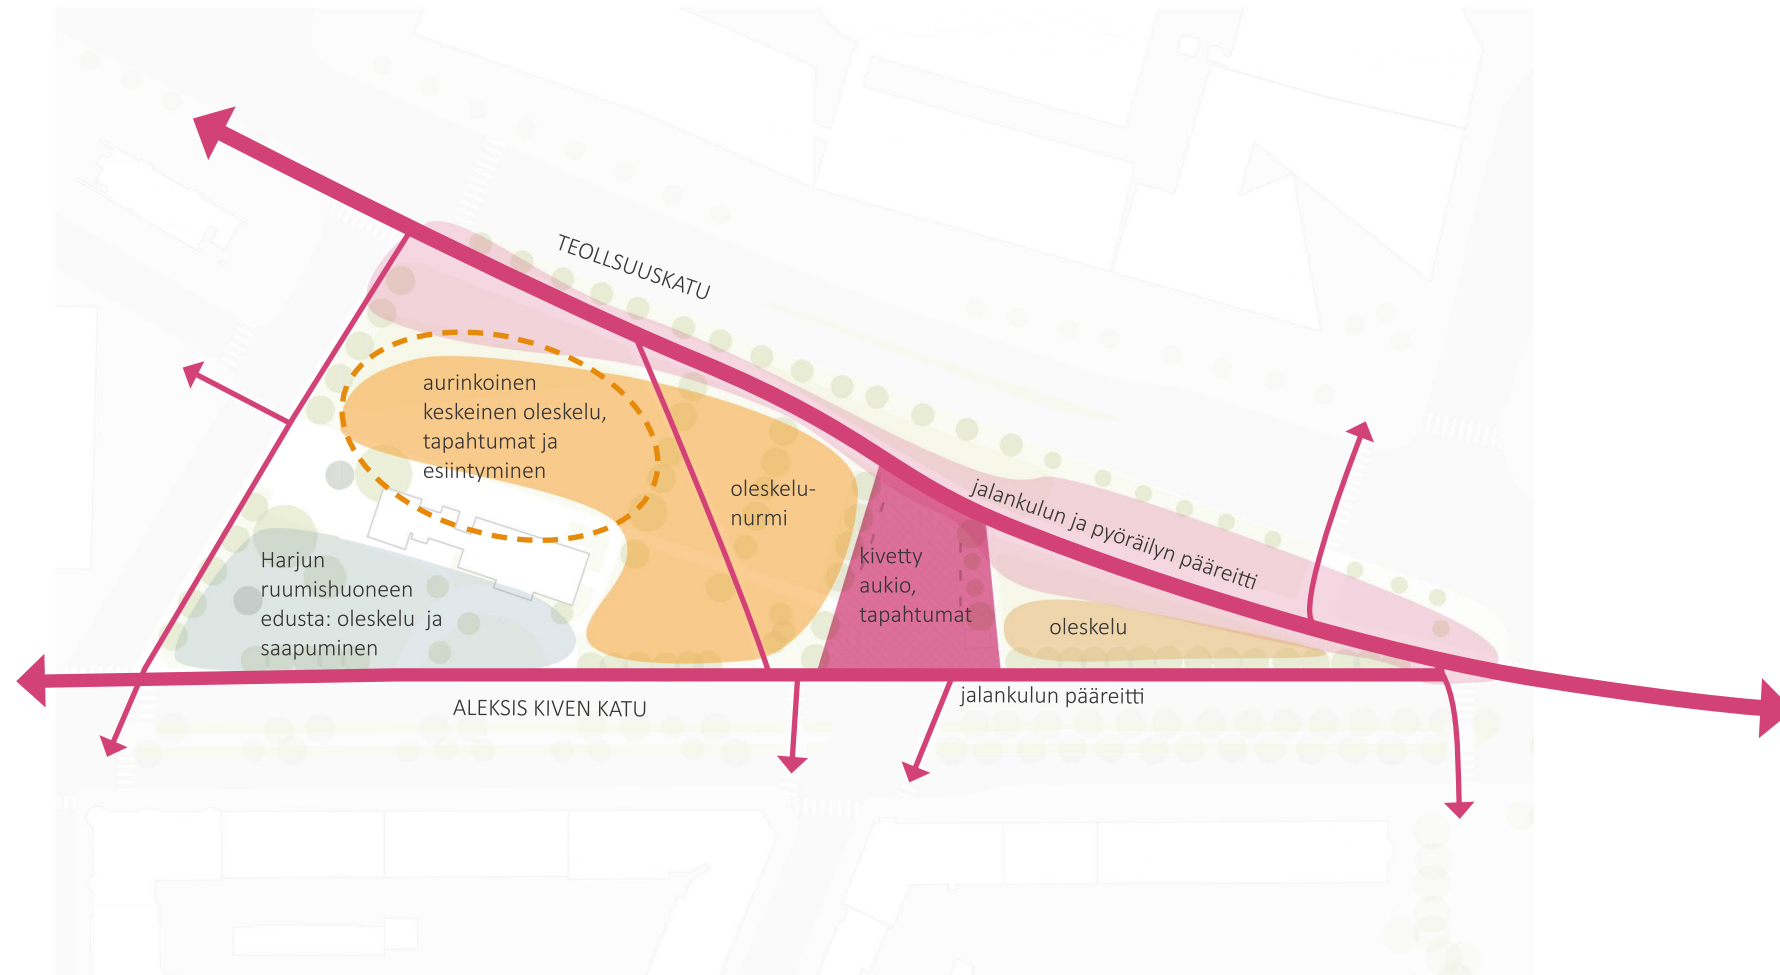 TEOLLSUUSKATU
aurinkoinen
keskeinen oleskelu,
tapahtumat ja
esiintyminen
oleskelu-
nurmi
jalankulun ja pyöräilyn pääreitti
kivetty
aukio,
tapahtumat
Harjun
ruumishuoneen
edusta: oleskelu ja
saapuminen
oleskelu
ALEKSIS KIVEN KATU
jalankulun pääreitti